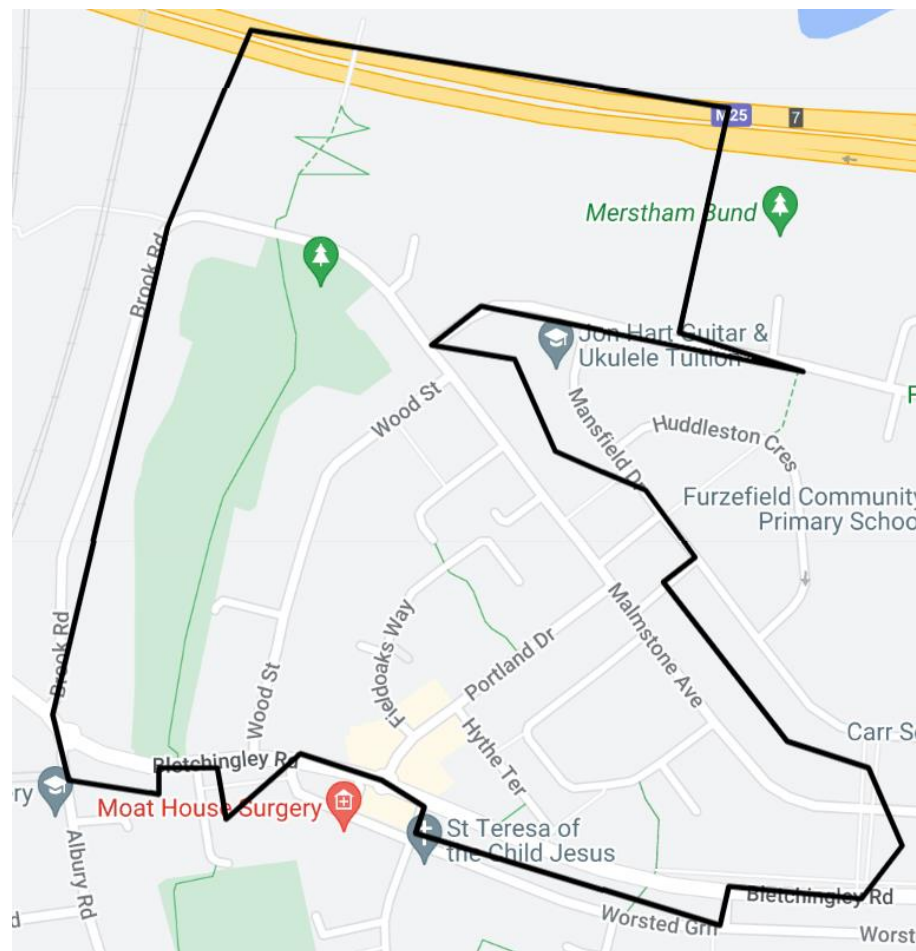 M25
7
Merstham Bund
Brook Rd
Jon Hart Guitar &
Ukulele Tuition
Wood St
Mansfield Dr
Huddleston Cres
Furzefield Community
Primary Schoo
Malmstone Ave
Fieldoaks Way
Portland Dr
Brook Rd
Wood St
Hythe Ter
Carr
Bletchingley Rd
ry
Moat House Surgery
St Teresa of
the Child Jesus
Albury Rd
Bletchingley Rd
Worsted Grn
Worst
d
F